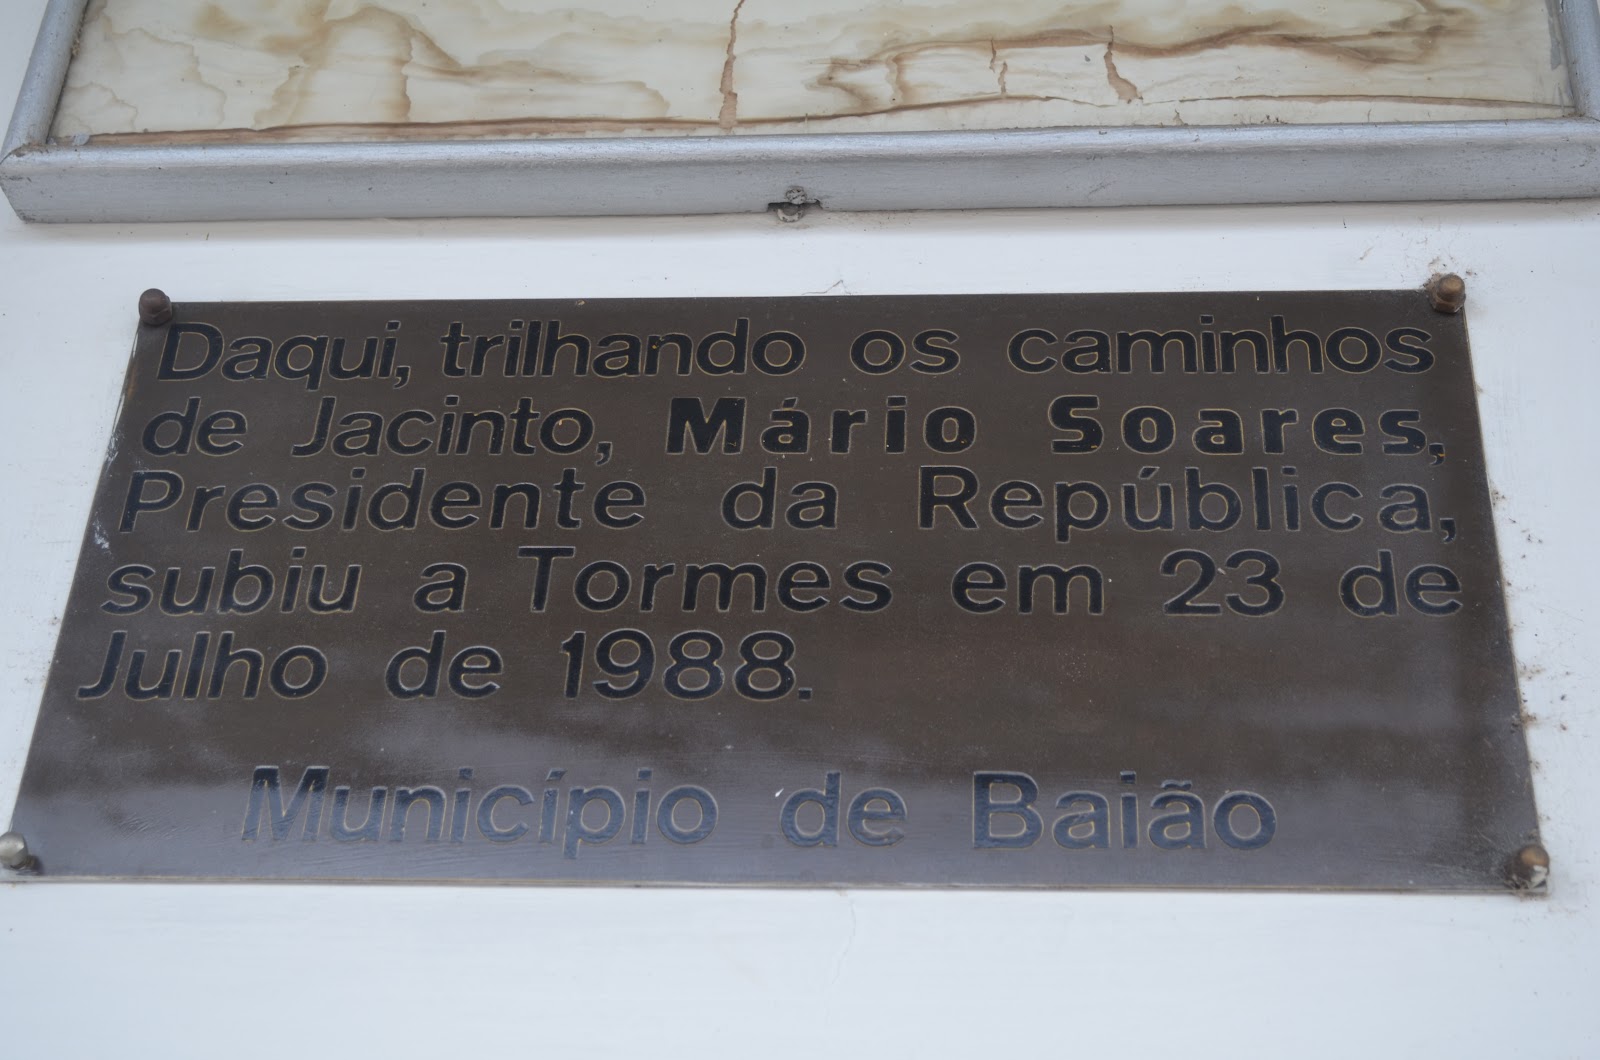 Daqui, trilhando os caminhos
de Jacinto, Mário Soares,
Presidente da República,
subiu a Tormes em 23 de
Julho de 1988.
Município de Baião